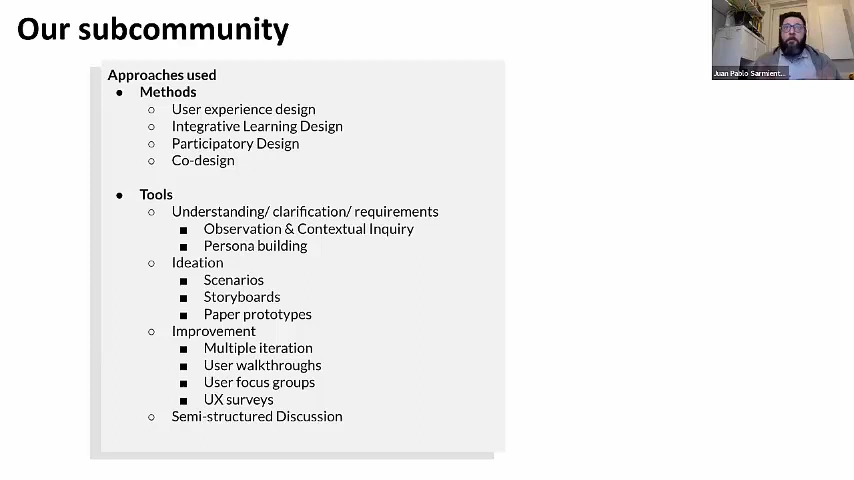 Our subcommunity
Juan Pablo Sarmient...
Approaches used
● Methods
○ User experience design
○ Integrative Learning Design
○ Participatory Design
○ Co-design
● Tools
○ Understanding/ clarification/ requirements
■ Observation & Contextual Inquiry
■ Persona building
○ Ideation
■ Scenarios
■ Storyboards
■ Paper prototypes
○ Improvement
■ Multiple iteration
■ User walkthroughs
■ User focus groups
■ UX surveys
○ Semi-structured Discussion